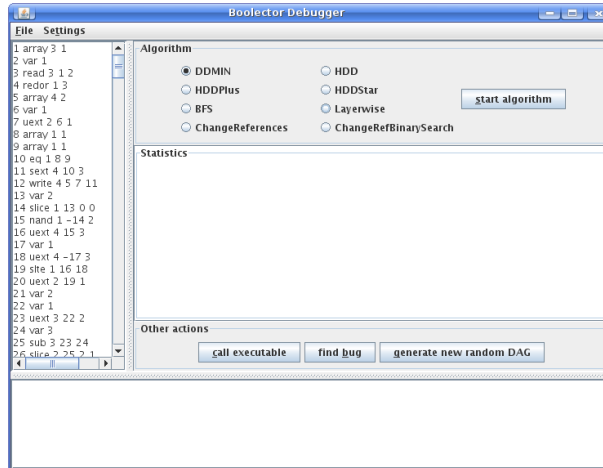 Boolector Debugger
File Settings
1 array 3 1
2 var 1
3 read 3 1 2
4 redor 1 3
5 array 4 2
6 var 1
7 uext 2 6 1
8 array 1 1
9 array 1 1
10 eq 1 8 9
11 sext 4 10 3
12 write 4 5 7 11
13 var 2
14 slice 1 13 0 0
15 nand 1 -14 2
16 uext 4 15 3
17 var 1
18 uext 4 -17 3
19 slte 1 16 18
20 uext 2 19 1
21 var 2
22 var 1
23 uext 3 22 2
24 var 3
25 sub 3 23 24
26 slice 2 25 2 1
Algorithm
DDMIN HDD
HDDPlus HDDStar
BFS Layerwise
ChangeReferences ChangeRefBinarySearch
start algorithm
Statistics
Other actions
call executable find bug generate new random DAG